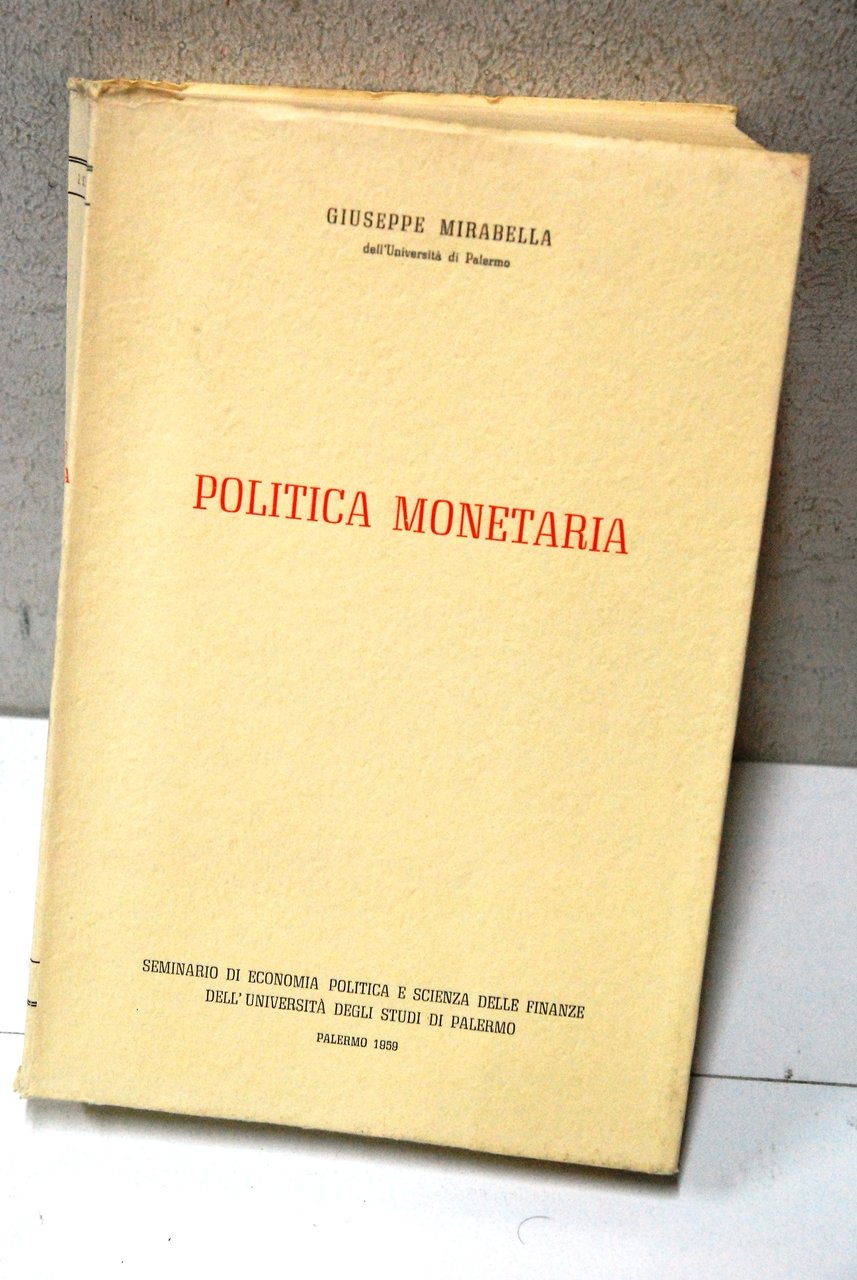 GIUSEPPE MIRABELLA
dell'Università di Palermo
POLITICA MONETARIA
SEMINARIO DI ECONOMIA POLITICA E SCIENZA DELLE FINANZE
DELL'UNIVERSITÀ DEGLI STUDI DI PALERMO
PALERMO 1959